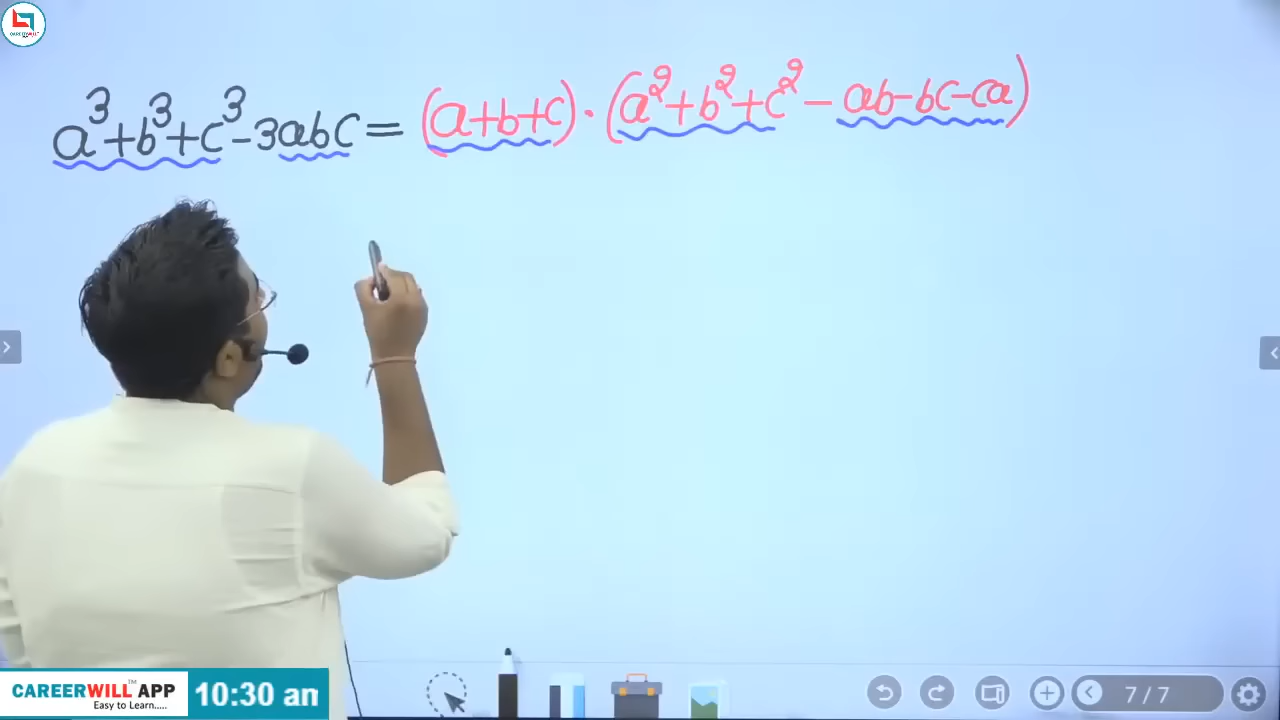 CAREERWILL
a³+b³+c³-3abc = (a+b+c)·(a²+b²+c²-ab-bc-ca)
CAREERWILL™ APP
Easy to Learn.....
10:30 an
7 / 7